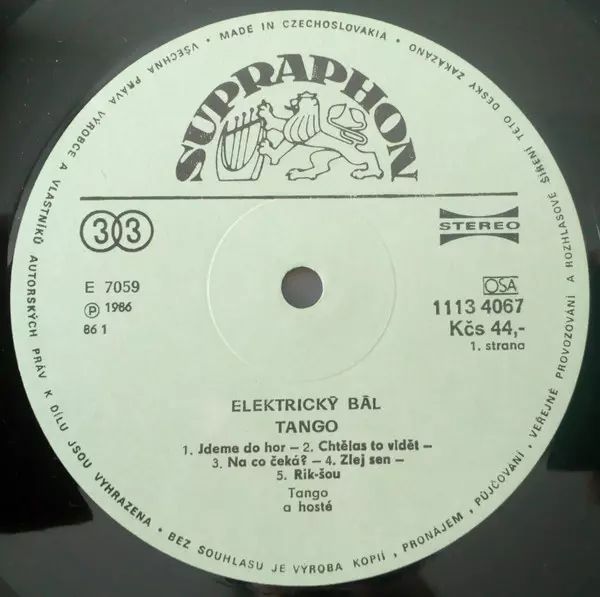 VŠECHNA PRÁVA VÝROBCE A VLASTNÍKŮ AUTORSKÝCH PRÁV K DÍLU JSOU VYHRAZENA • BEZ SOUHLASU JE VÝROBA KOPIÍ, PRONÁJEM, PŮJČOVÁNÍ, VEŘEJNÉ PROVOZOVÁNÍ A ROZHLASOVÉ ŠÍŘENÍ TÉTO DESKY ZAKÁZÁNO • MADE IN CZECHOSLOVAKIA •
SUPRAPHON
33
STEREO
E 7059
℗ 1986
86 1
OSA
1113 4067
Kčs 44,-
1. strana
ELEKTRICKÝ BÁL
TANGO
1. Jdeme do hor – 2. Chtělas to vidět –
3. Na co čeká? – 4. Zlej sen –
5. Rik-šou
Tango
a hosté